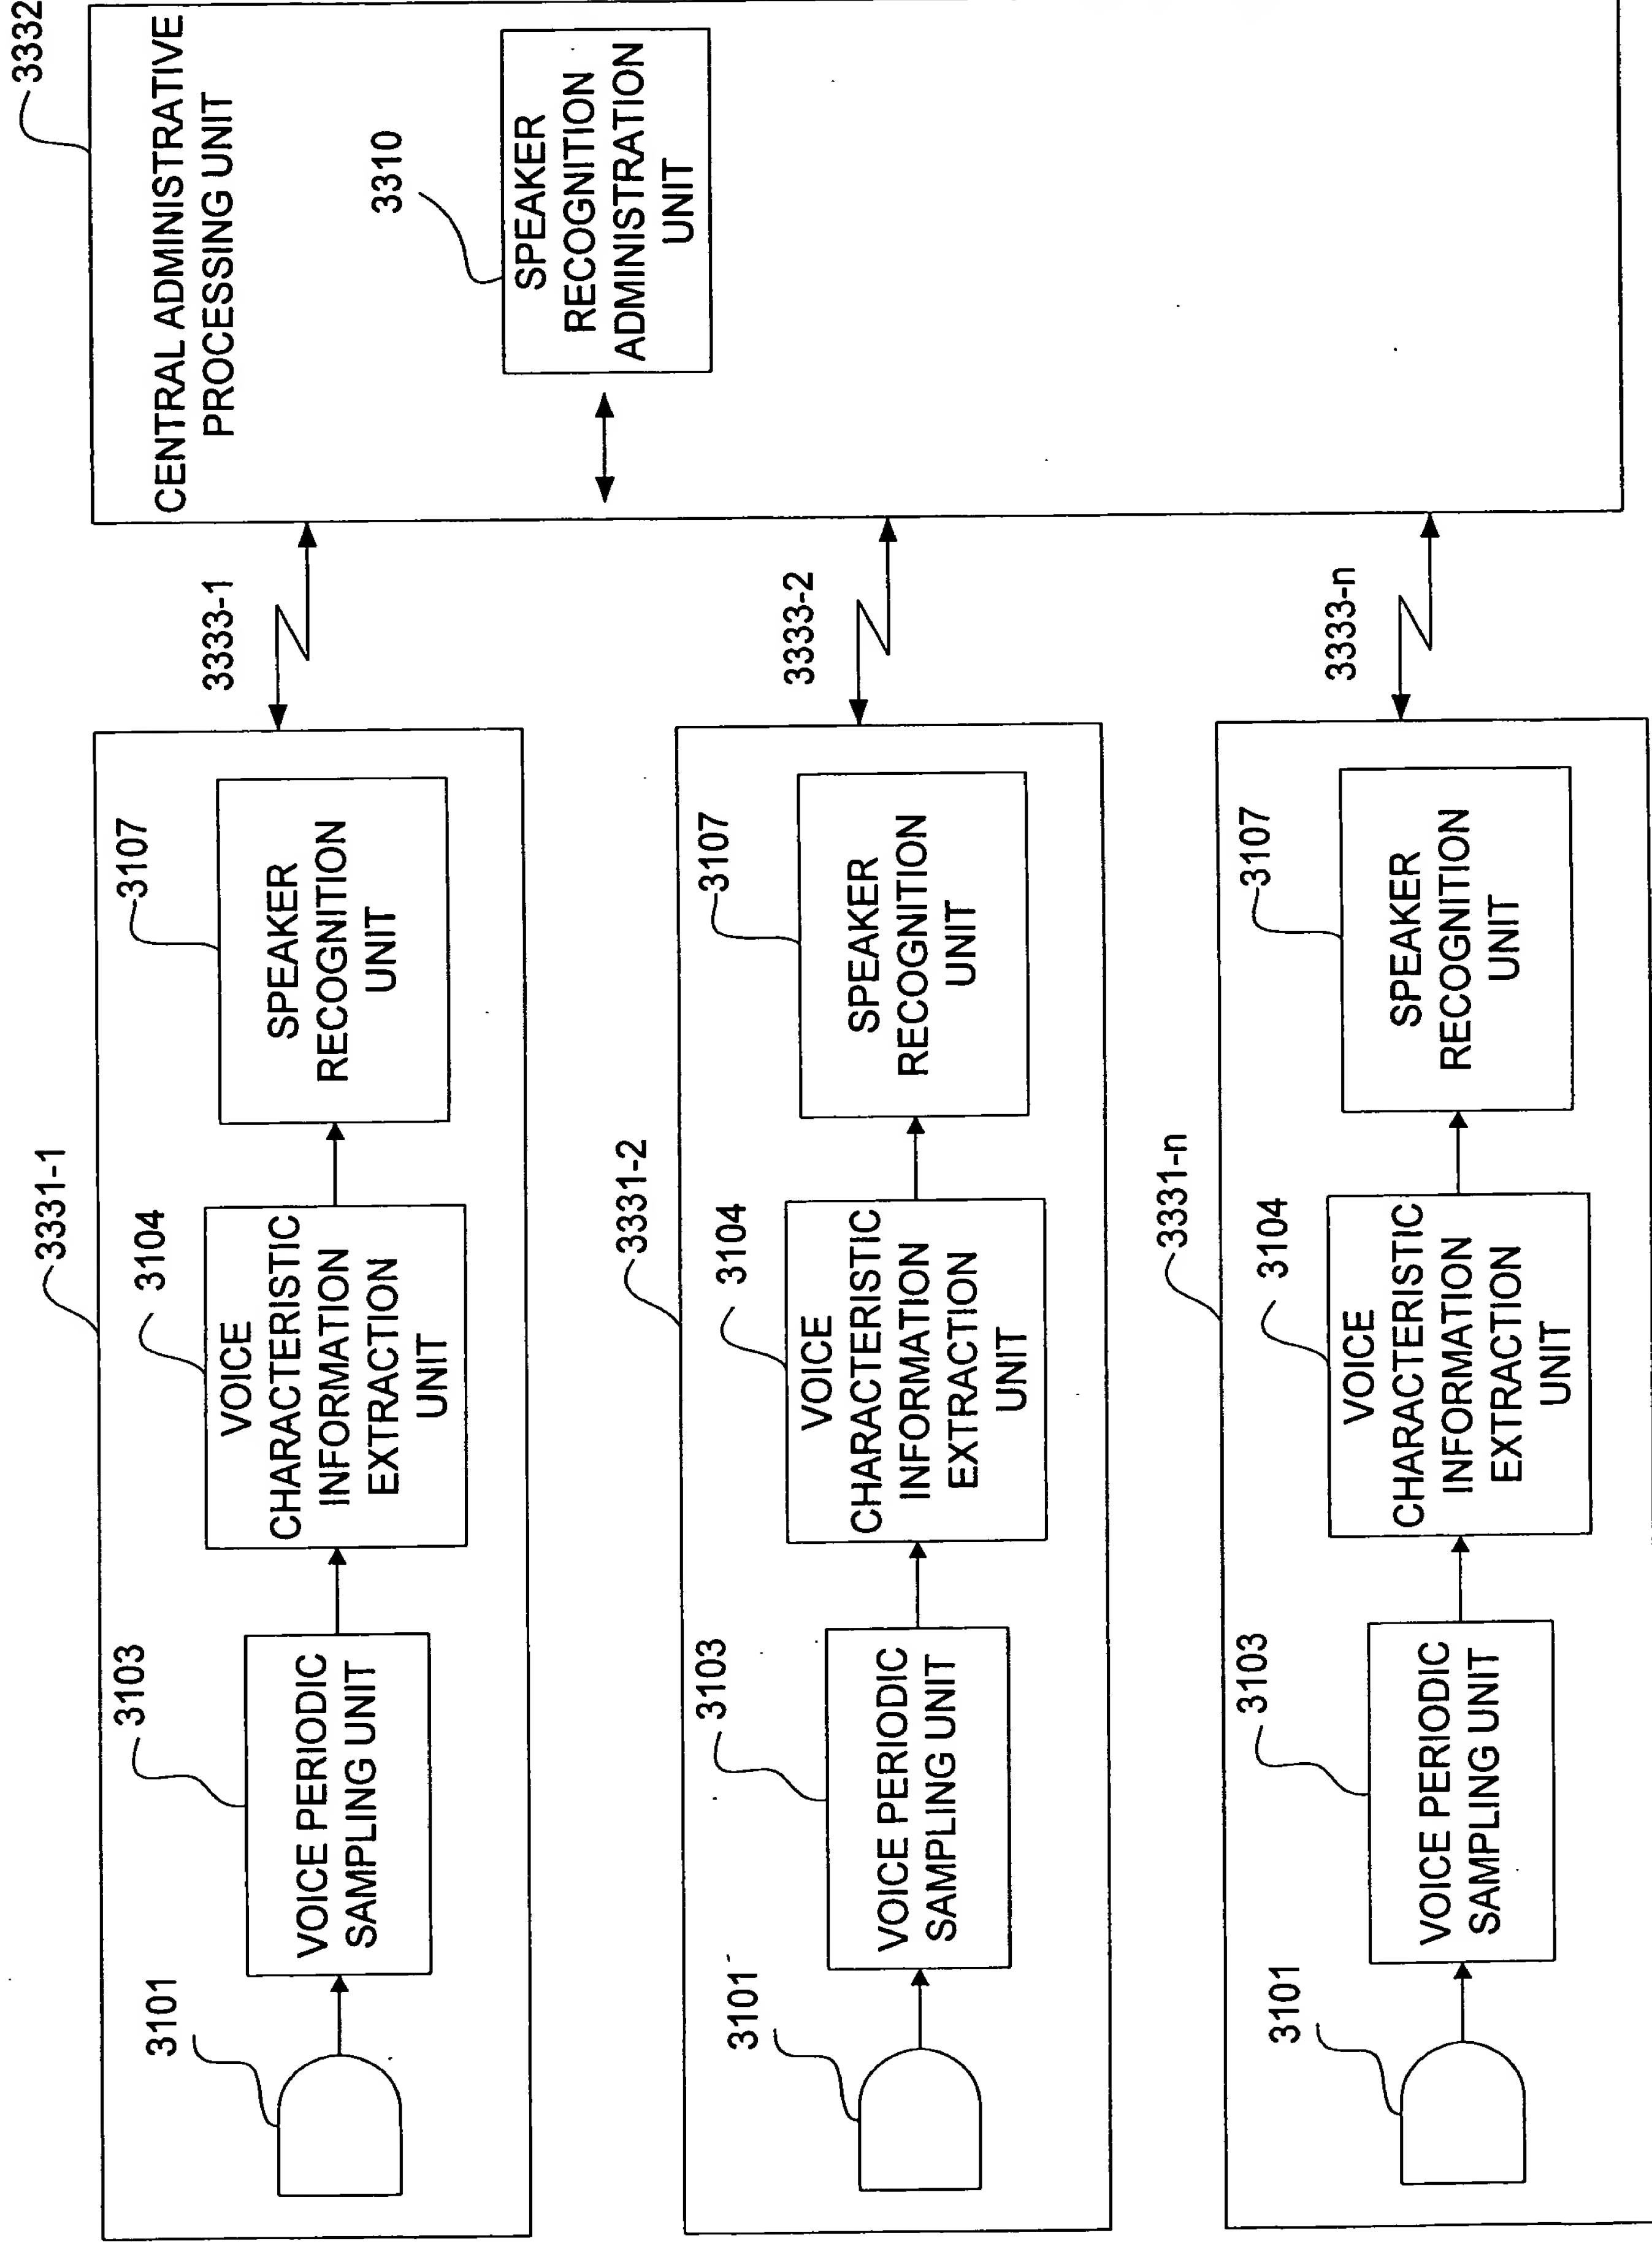 3331-1
3101
3103
VOICE PERIODIC
SAMPLING UNIT
3104
VOICE
CHARACTERISTIC
INFORMATION
EXTRACTION
UNIT
3107
SPEAKER
RECOGNITION
UNIT
3333-1
3331-2
3101
3103
VOICE PERIODIC
SAMPLING UNIT
3104
VOICE
CHARACTERISTIC
INFORMATION
EXTRACTION
UNIT
3107
SPEAKER
RECOGNITION
UNIT
3333-2
3331-n
3101
3103
VOICE PERIODIC
SAMPLING UNIT
3104
VOICE
CHARACTERISTIC
INFORMATION
EXTRACTION
UNIT
3107
SPEAKER
RECOGNITION
UNIT
3333-n
3332
CENTRAL ADMINISTRATIVE
PROCESSING UNIT
3310
SPEAKER
RECOGNITION
ADMINISTRATION
UNIT